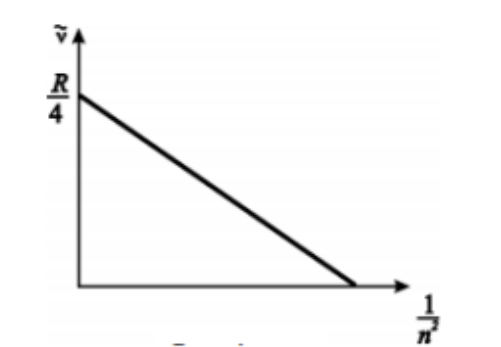 ṽ
R/4
1/n²